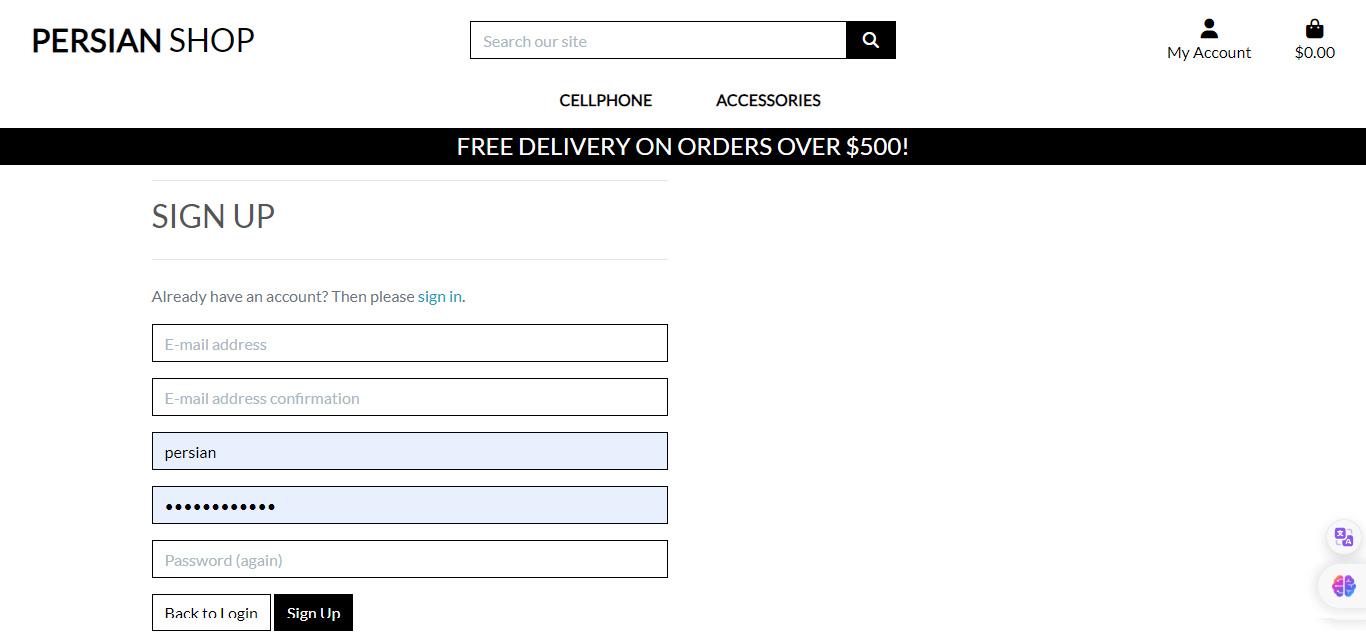 PERSIAN SHOP
Search our site
My Account
$0.00
CELLPHONE
ACCESSORIES
FREE DELIVERY ON ORDERS OVER $500!
SIGN UP
Already have an account? Then please sign in.
E-mail address
E-mail address confirmation
persian
••••••••••••
Password (again)
Back to Login
Sign Up